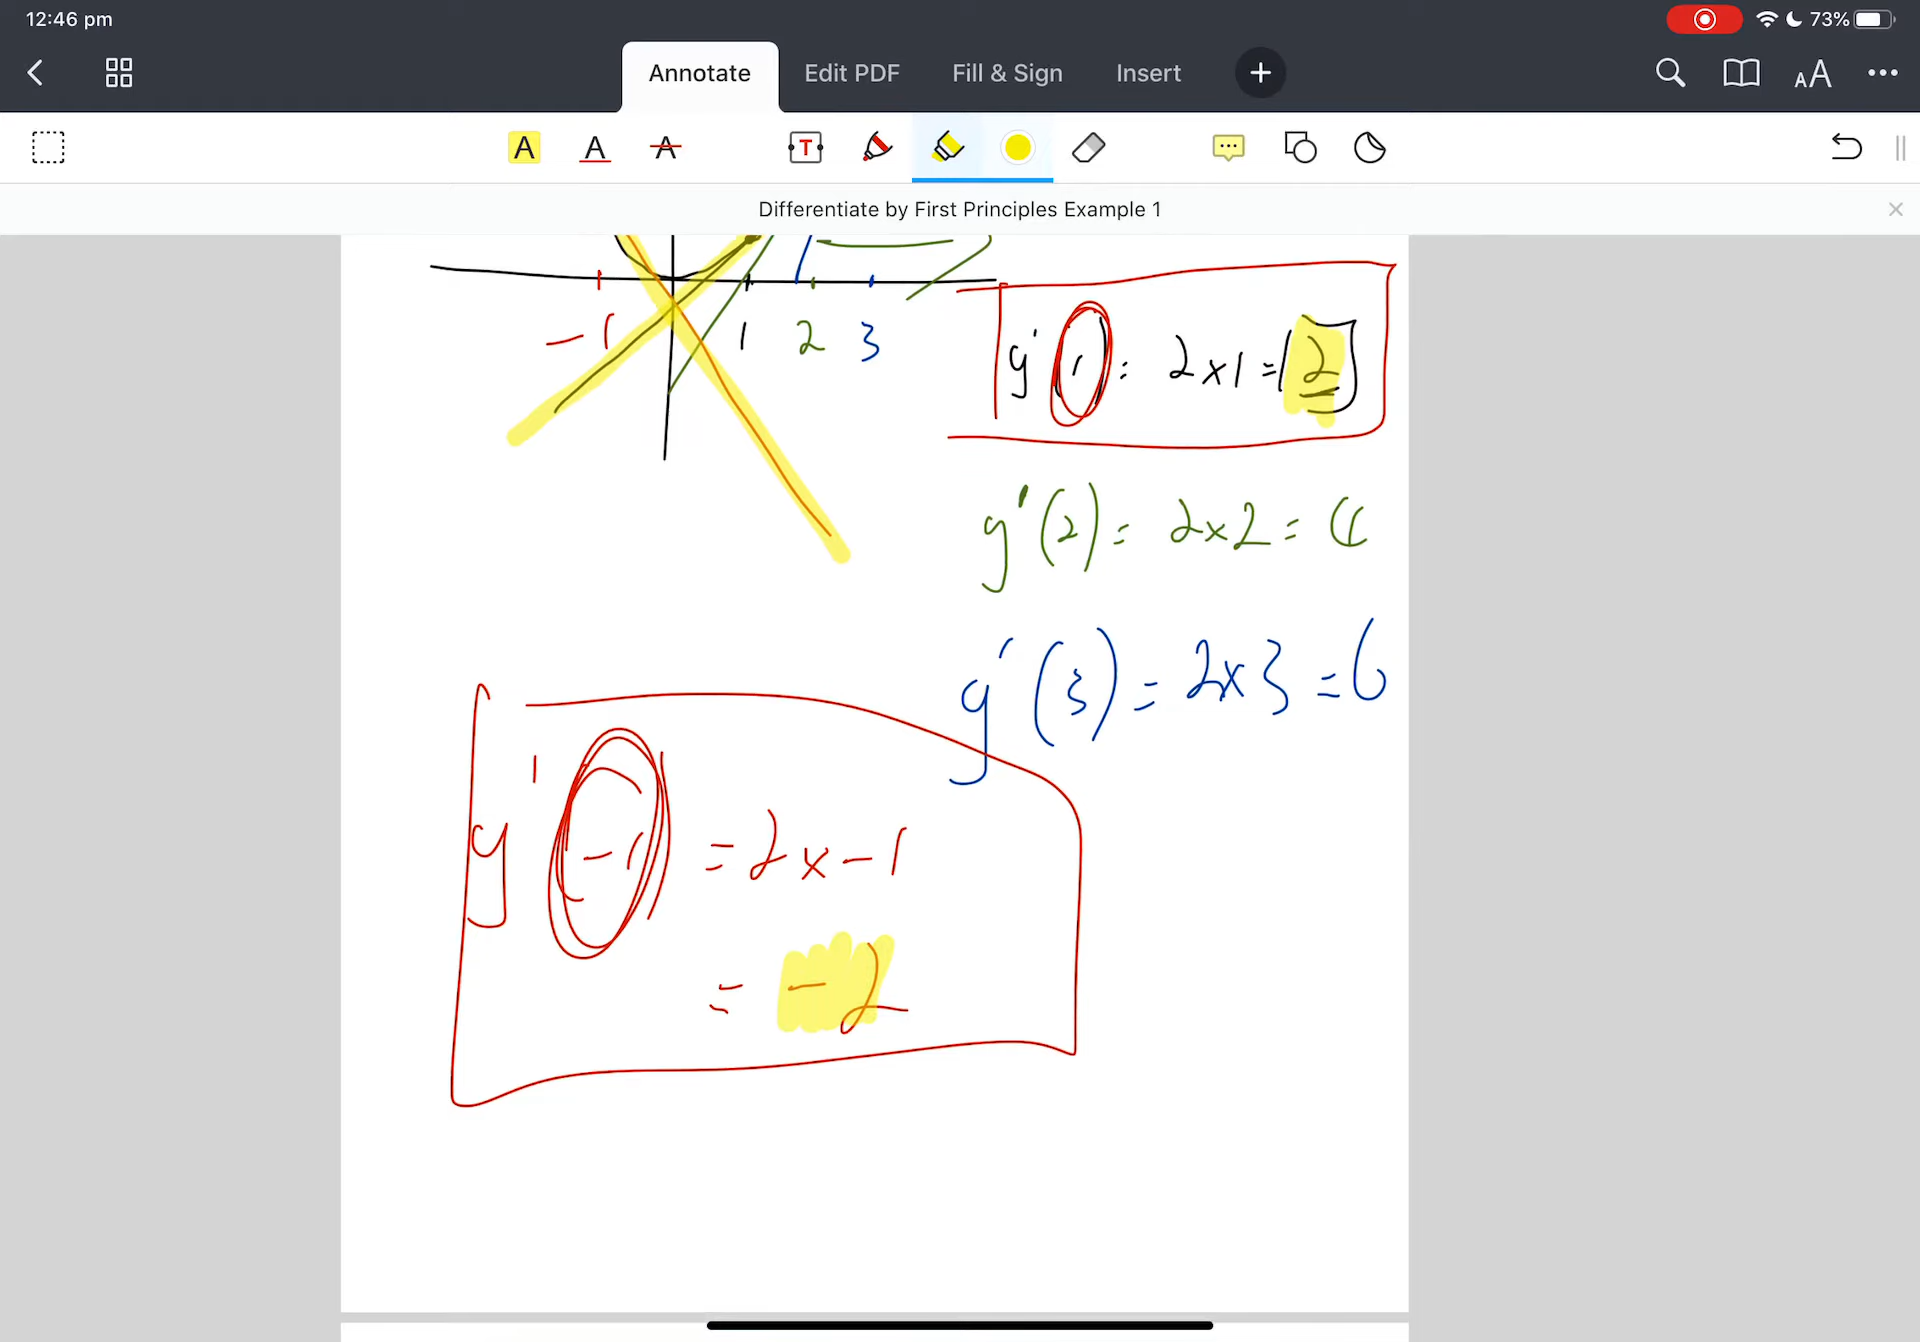 12:46 pm
73%
Annotate Edit PDF Fill & Sign Insert
A A A T AA
Differentiate by First Principles Example 1
-1 1 2 3
y'(1) = 2x1 = 2
y'(2) = 2x2 = 4
y'(3) = 2x3 = 6
y'(-1) = 2x-1
= -2